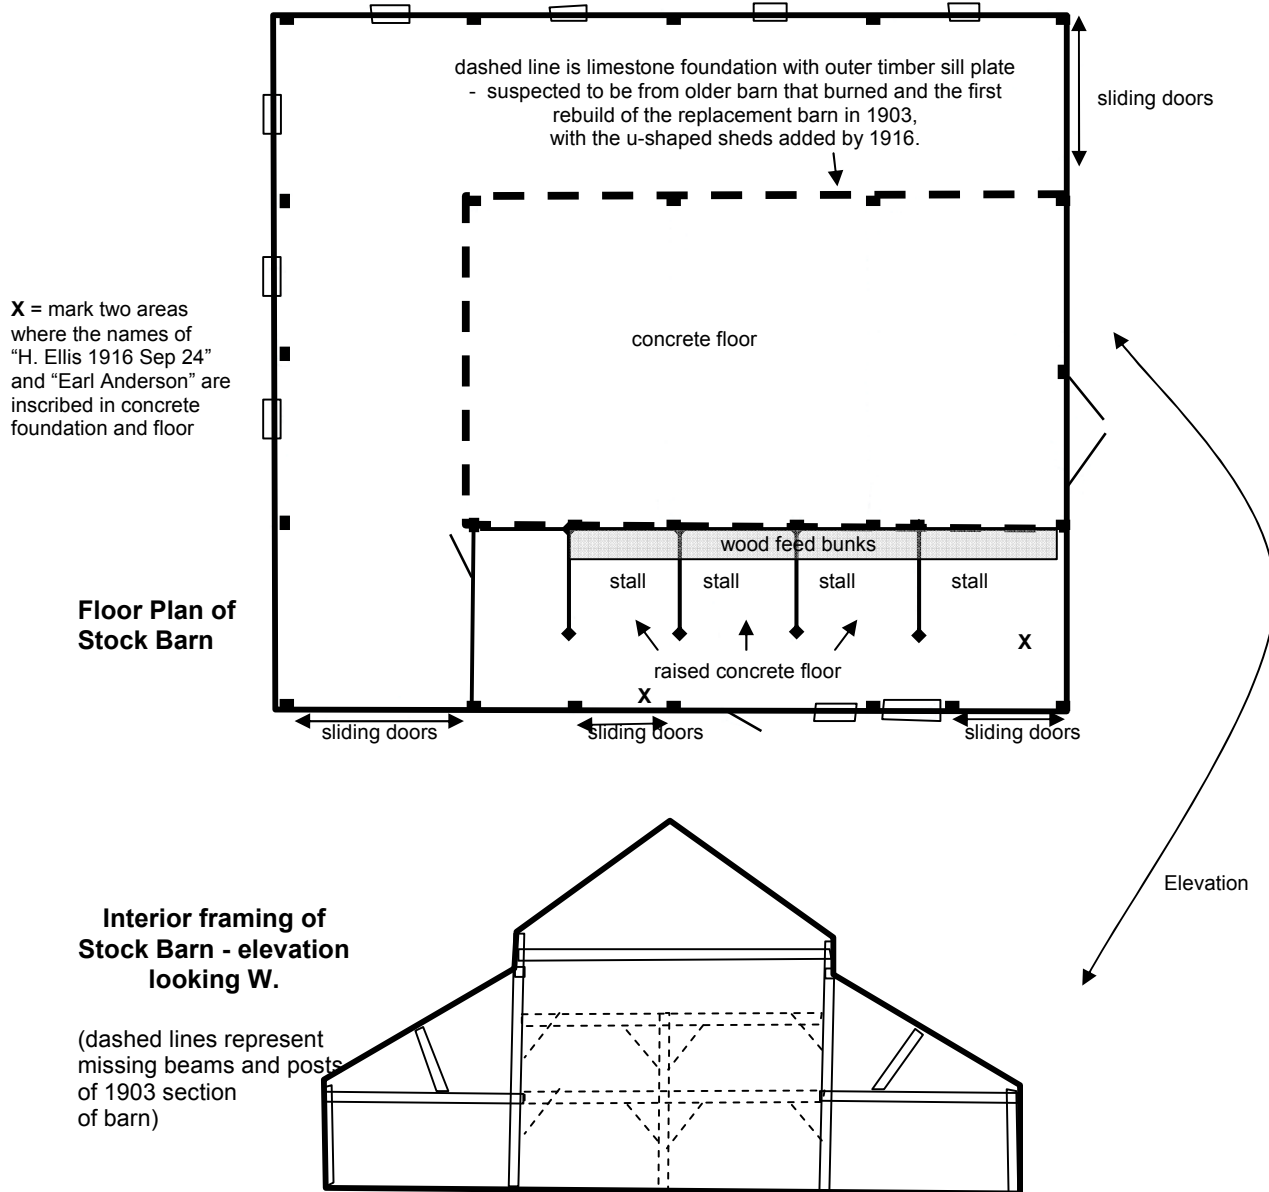 dashed line is limestone foundation with outer timber sill plate
- suspected to be from older barn that burned and the first
rebuild of the replacement barn in 1903,
with the u-shaped sheds added by 1916.
sliding doors
X = mark two areas
where the names of
“H. Ellis 1916 Sep 24”
and “Earl Anderson” are
inscribed in concrete
foundation and floor
concrete floor
wood feed bunks
stall stall stall stall
Floor Plan of
Stock Barn
raised concrete floor
X
X
sliding doors sliding doors sliding doors
Elevation
Interior framing of
Stock Barn - elevation
looking W.
(dashed lines represent
missing beams and posts
of 1903 section
of barn)